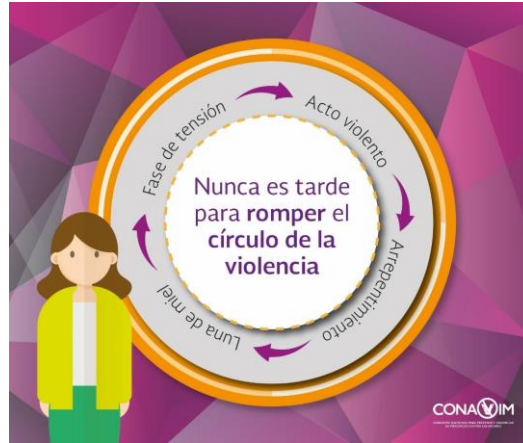 Fase de tensión
Acto violento
Arrepentimiento
Luna de miel
Nunca es tarde
para romper el
círculo de la
violencia
CONAVIM